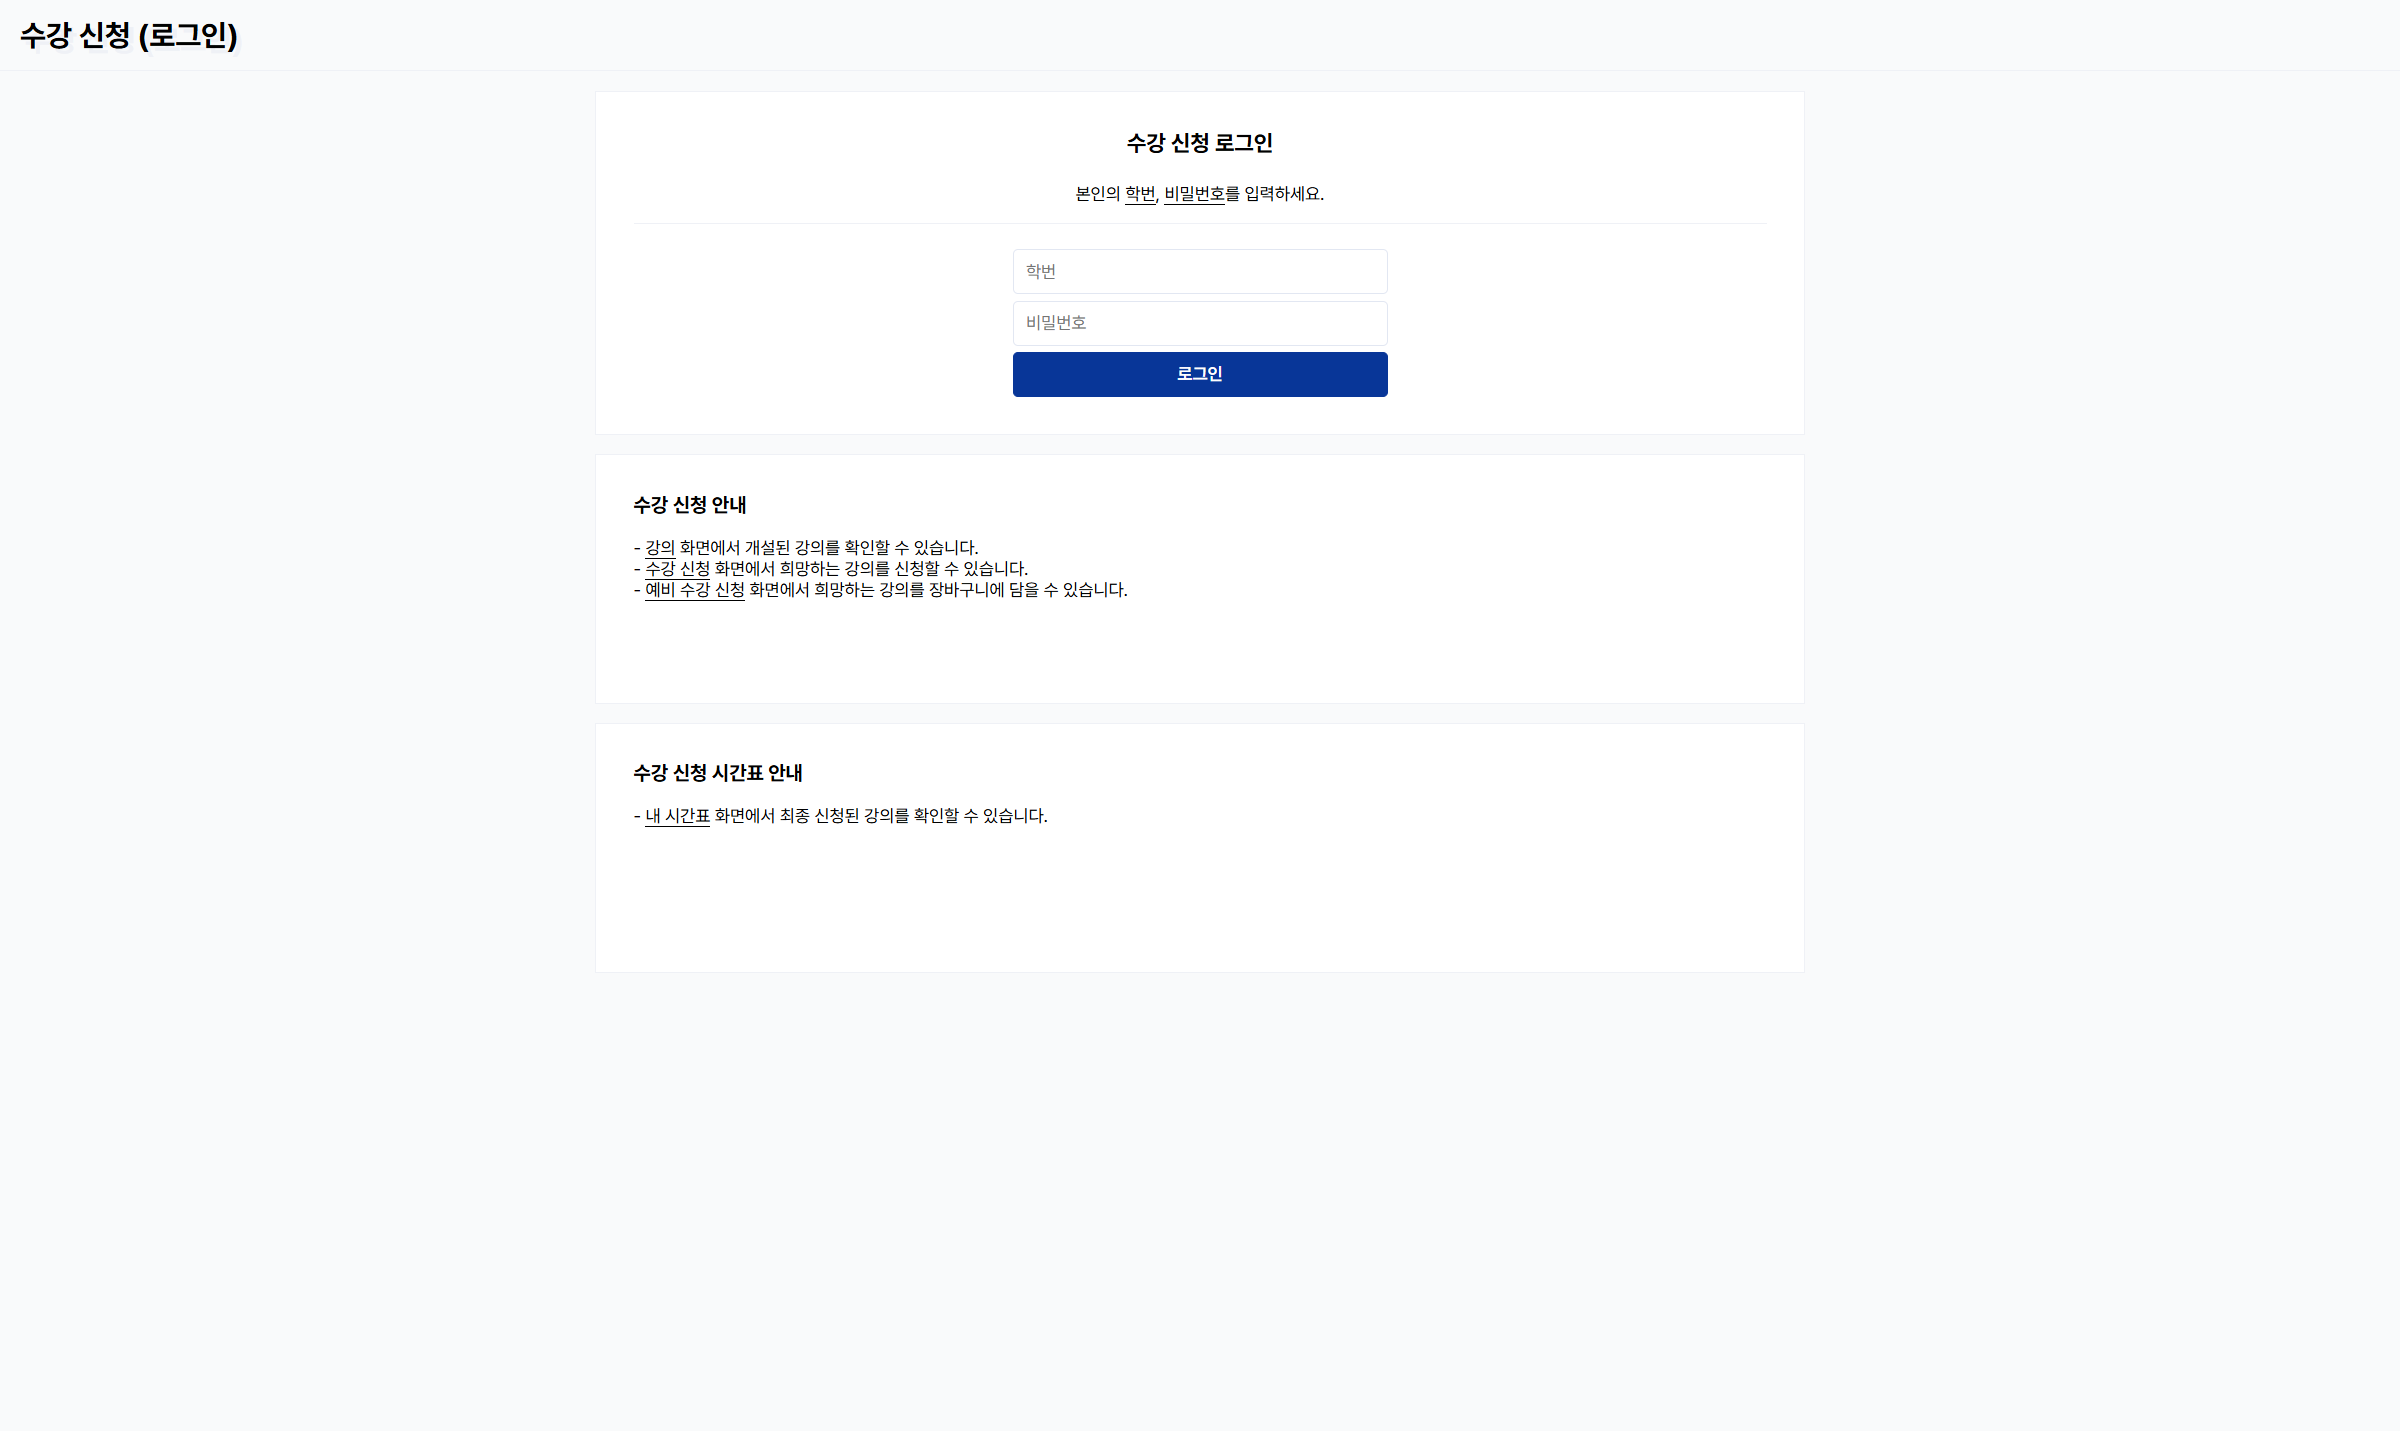 수강 신청 (로그인)
수강 신청 로그인
본인의 학번, 비밀번호를 입력하세요.
학번
비밀번호
로그인
수강 신청 안내
- 강의 화면에서 개설된 강의를 확인할 수 있습니다.
- 수강 신청 화면에서 희망하는 강의를 신청할 수 있습니다.
- 예비 수강 신청 화면에서 희망하는 강의를 장바구니에 담을 수 있습니다.
수강 신청 시간표 안내
- 내 시간표 화면에서 최종 신청된 강의를 확인할 수 있습니다.